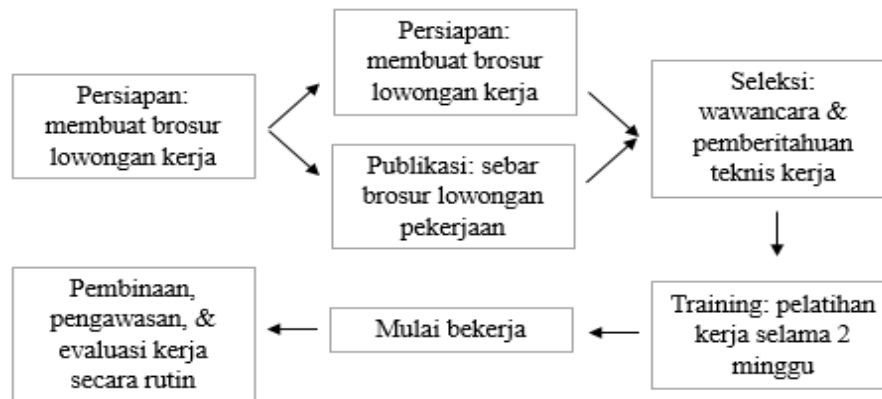 Persiapan:
membuat brosur
lowongan kerja
Persiapan:
membuat brosur
lowongan kerja
Publikasi: sebar
brosur lowongan
pekerjaan
Seleksi:
wawancara &
pemberitahuan
teknis kerja
Training: pelatihan
kerja selama 2
minggu
Mulai bekerja
Pembinaan,
pengawasan, &
evaluasi kerja
secara rutin